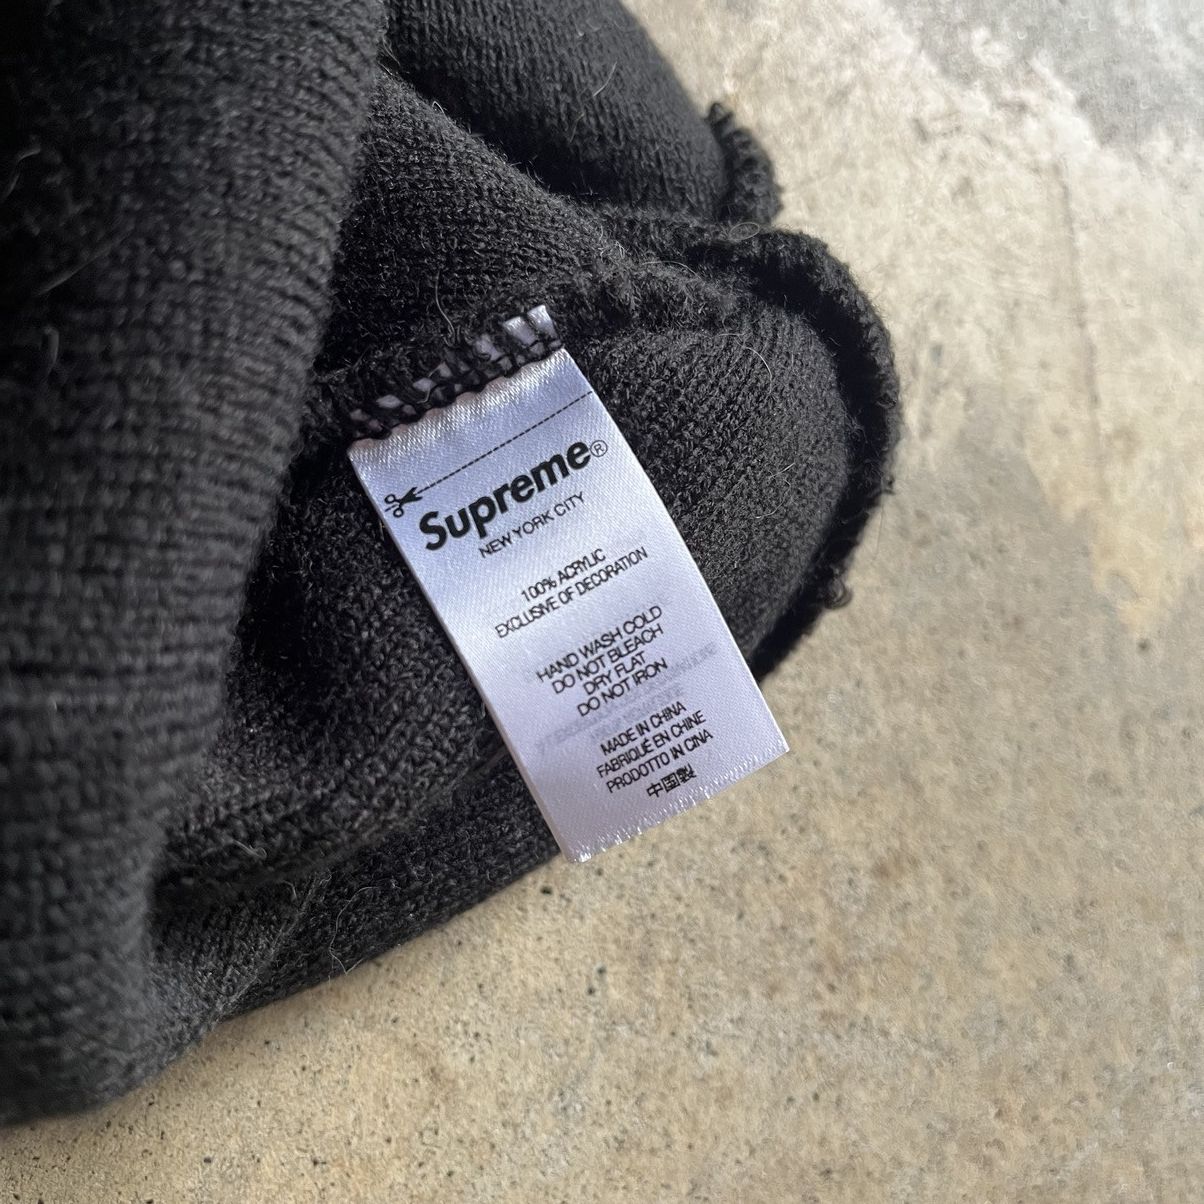 Supreme®
NEW YORK CITY
100% ACRYLIC
EXCLUSIVE OF DECORATION
HAND WASH COLD
DO NOT BLEACH
DRY FLAT
DO NOT IRON
MADE IN CHINA
FABRIQUÉ EN CHINE
PRODOTTO IN CINA
中国製